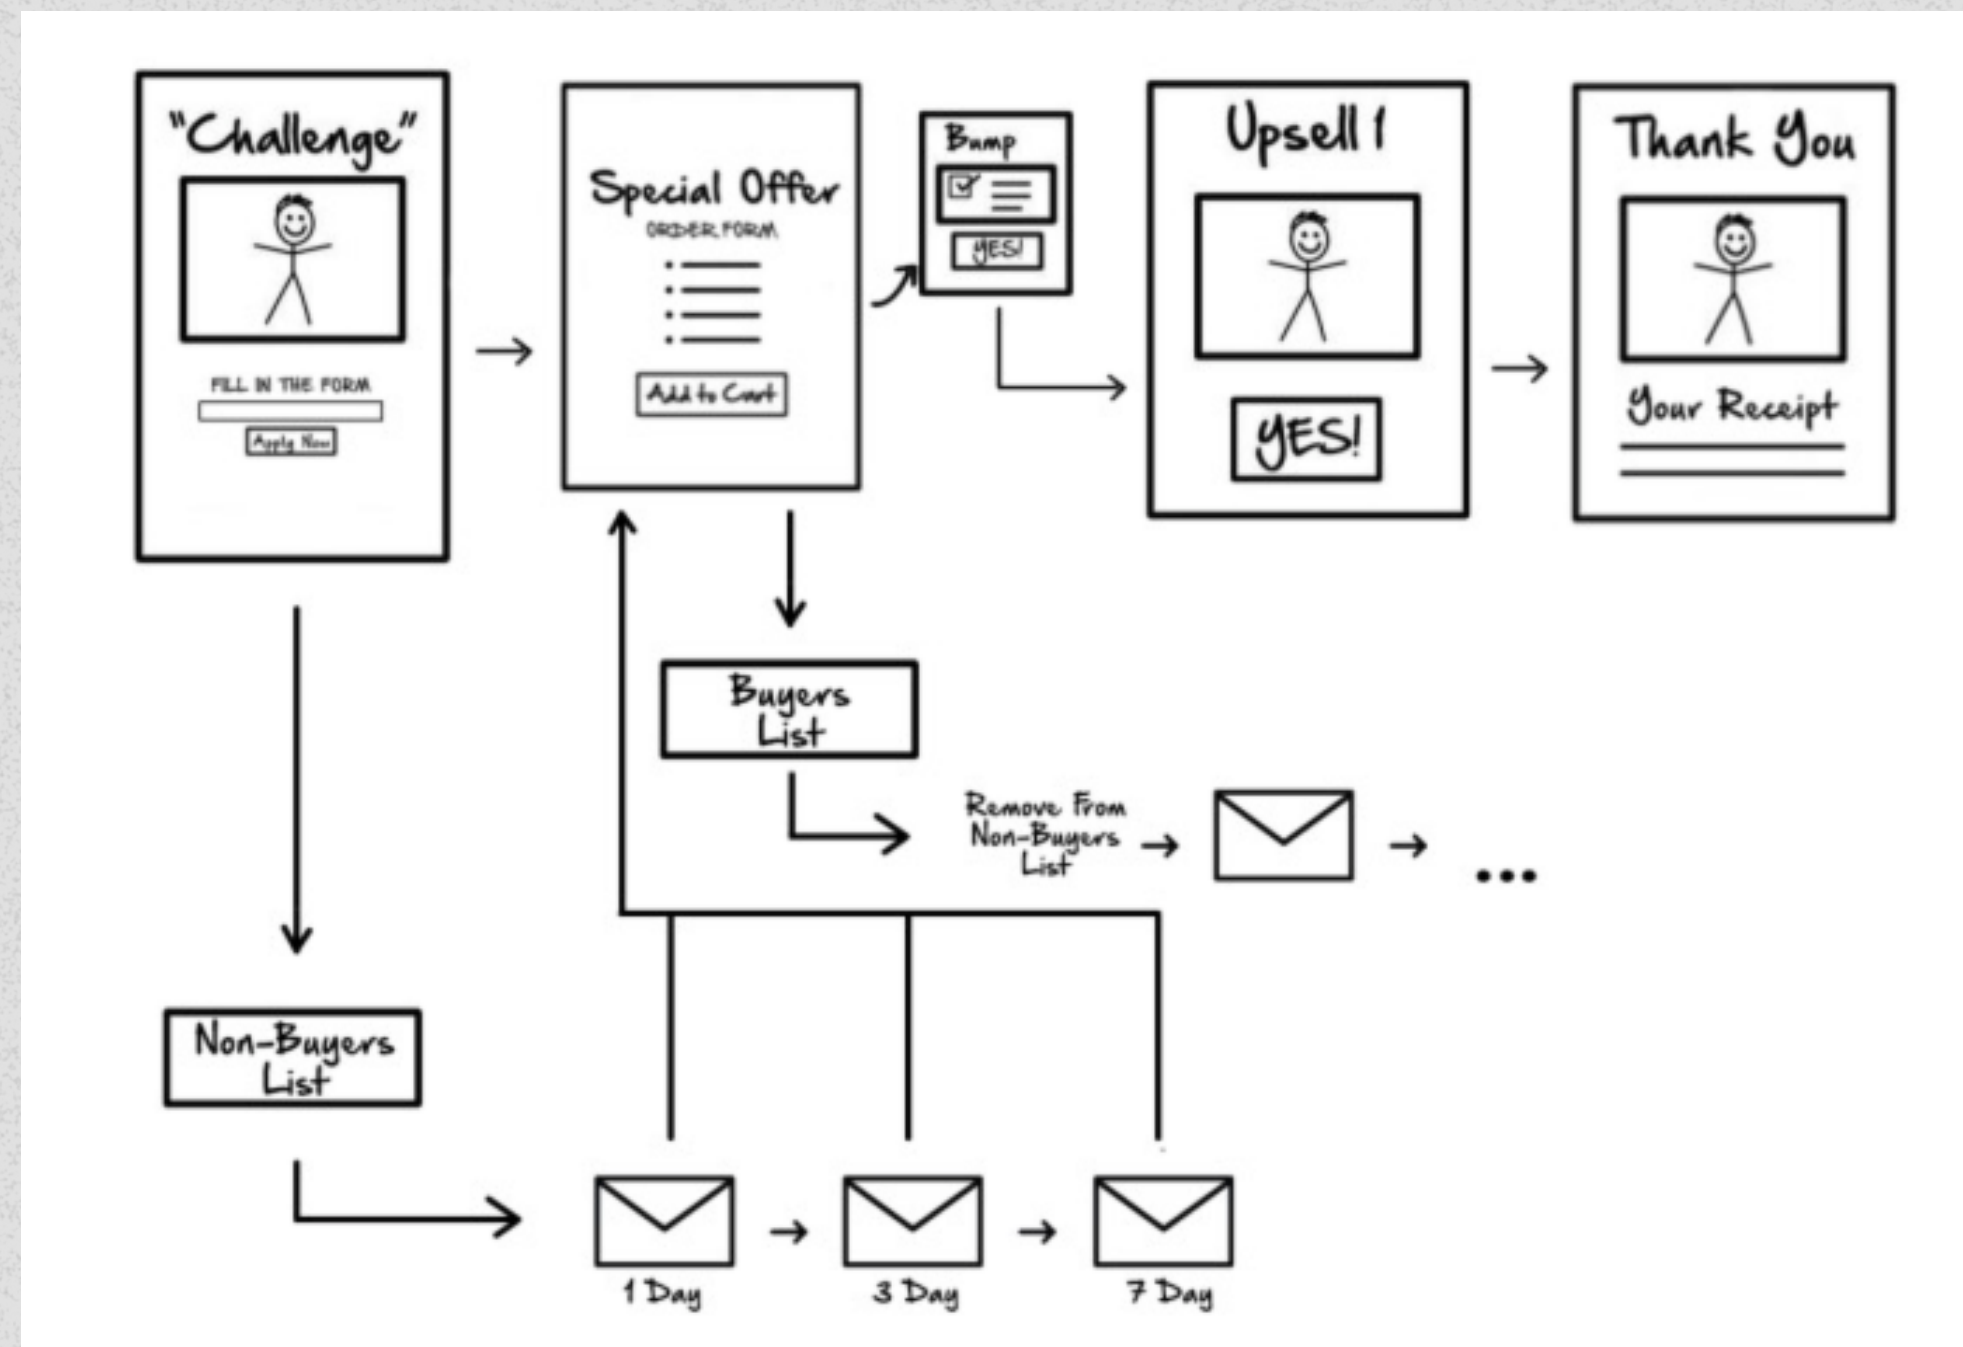 "Challenge"
FILL IN THE FORM
Apply Now
Special Offer
ORDER FORM
Add to Cart
Bump
YES!
Upsell 1
YES!
Thank You
Your Receipt
Buyers
List
Remove From
Non-Buyers
List
Non-Buyers
List
1 Day
3 Day
7 Day